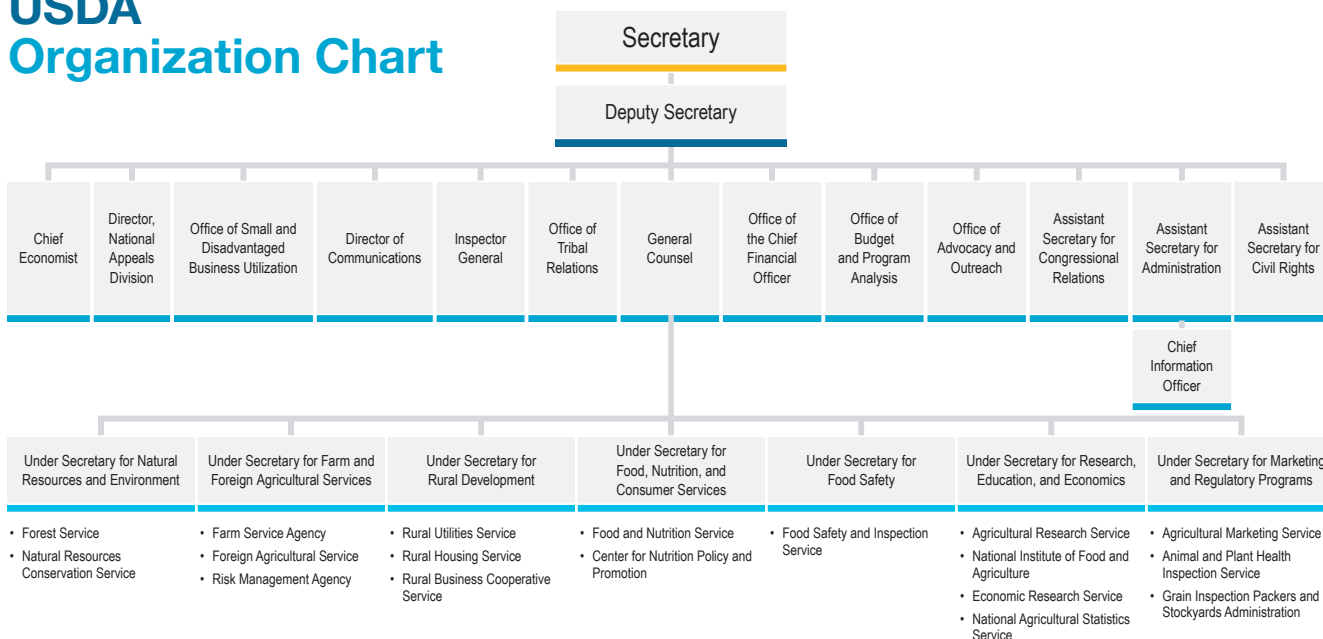 USDA
Organization Chart
Secretary
Deputy Secretary
Chief
Economist
Director,
National
Appeals
Division
Office of Small and
Disadvantaged
Business Utilization
Director of
Communications
Inspector
General
Office of
Tribal
Relations
General
Counsel
Office of
the Chief
Financial
Officer
Office of
Budget
and Program
Analysis
Office of
Advocacy and
Outreach
Assistant
Secretary for
Congressional
Relations
Assistant
Secretary for
Administration
Assistant
Secretary for
Civil Rights
Chief
Information
Officer
Under Secretary for Natural
Resources and Environment
• Forest Service
• Natural Resources
Conservation Service
Under Secretary for Farm and
Foreign Agricultural Services
• Farm Service Agency
• Foreign Agricultural Service
• Risk Management Agency
Under Secretary for
Rural Development
• Rural Utilities Service
• Rural Housing Service
• Rural Business Cooperative
Service
Under Secretary for
Food, Nutrition, and
Consumer Services
• Food and Nutrition Service
• Center for Nutrition Policy and
Promotion
Under Secretary for
Food Safety
• Food Safety and Inspection
Service
Under Secretary for Research,
Education, and Economics
• Agricultural Research Service
• National Institute of Food and
Agriculture
• Economic Research Service
• National Agricultural Statistics
Service
Under Secretary for Marketing
and Regulatory Programs
• Agricultural Marketing Service
• Animal and Plant Health
Inspection Service
• Grain Inspection Packers and
Stockyards Administration